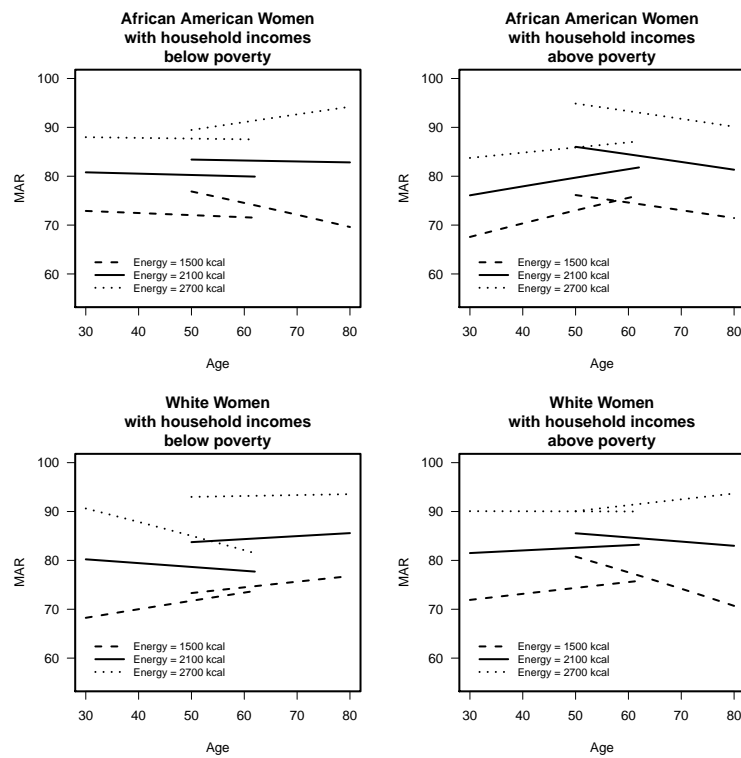 African American Women
with household incomes
below poverty
100
90
80
70
60
MAR
Energy = 1500 kcal
Energy = 2100 kcal
Energy = 2700 kcal
30 40 50 60 70 80
Age
African American Women
with household incomes
above poverty
100
90
80
70
60
MAR
Energy = 1500 kcal
Energy = 2100 kcal
Energy = 2700 kcal
30 40 50 60 70 80
Age
White Women
with household incomes
below poverty
100
90
80
70
60
MAR
Energy = 1500 kcal
Energy = 2100 kcal
Energy = 2700 kcal
30 40 50 60 70 80
Age
White Women
with household incomes
above poverty
100
90
80
70
60
MAR
Energy = 1500 kcal
Energy = 2100 kcal
Energy = 2700 kcal
30 40 50 60 70 80
Age